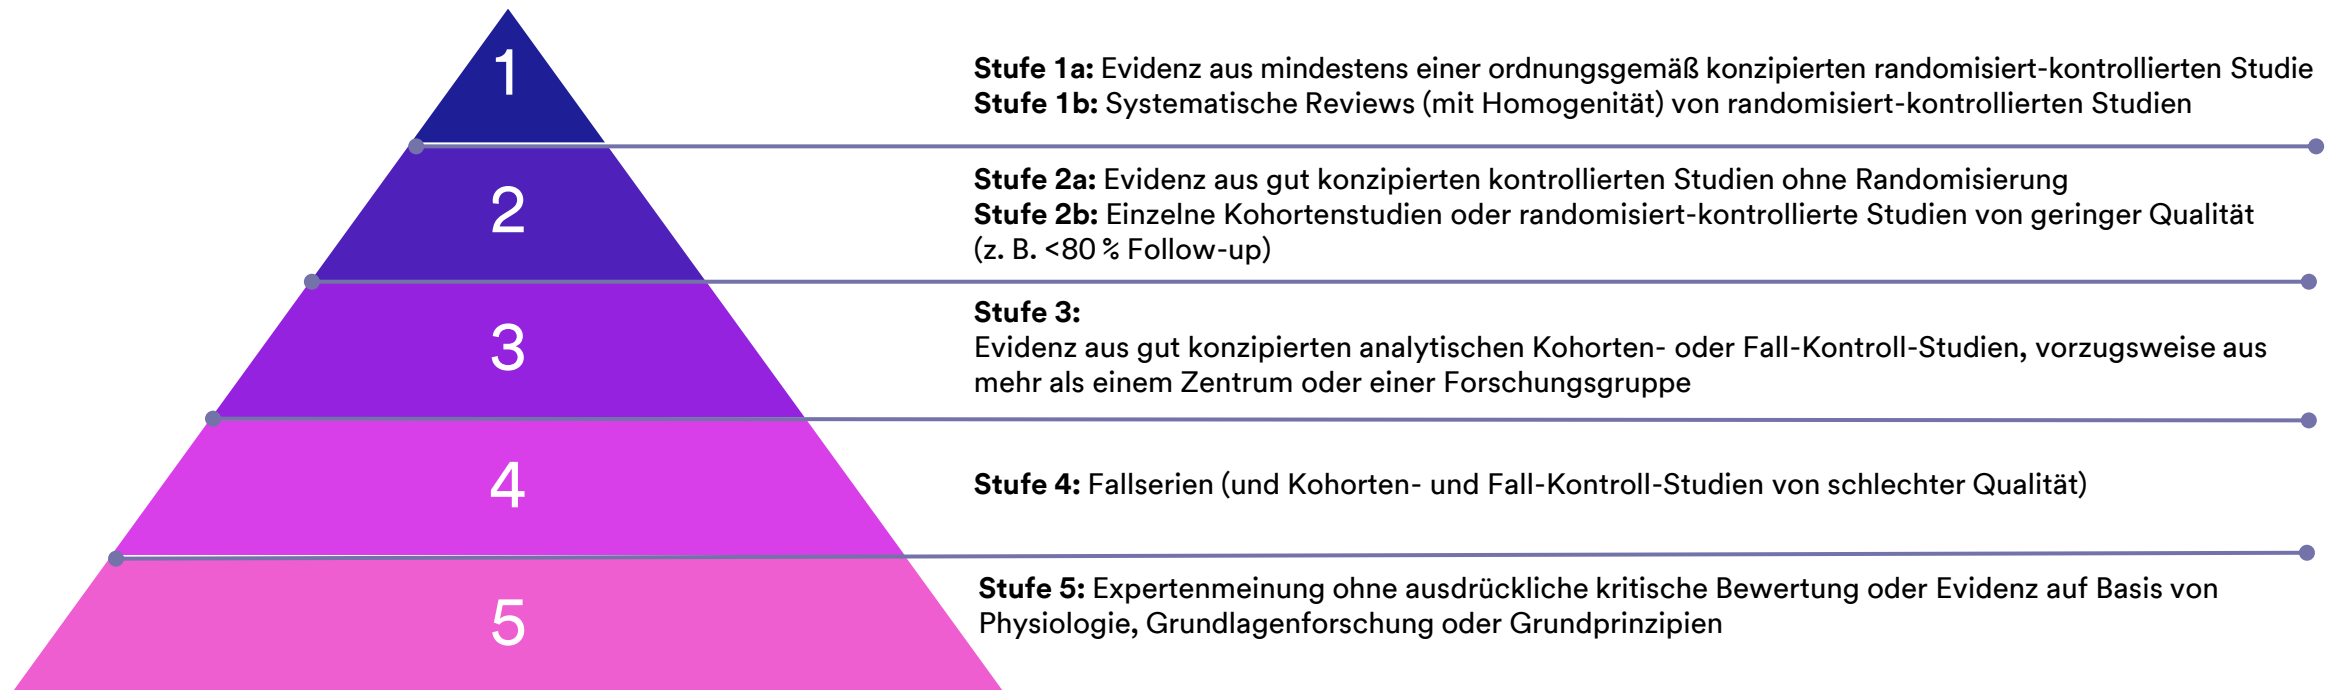 1
Stufe 1a: Evidenz aus mindestens einer ordnungsgemäß konzipierten randomisiert-kontrollierten Studie
Stufe 1b: Systematische Reviews (mit Homogenität) von randomisiert-kontrollierten Studien
2
Stufe 2a: Evidenz aus gut konzipierten kontrollierten Studien ohne Randomisierung
Stufe 2b: Einzelne Kohortenstudien oder randomisiert-kontrollierte Studien von geringer Qualität
(z. B. <80 % Follow-up)
3
Stufe 3:
Evidenz aus gut konzipierten analytischen Kohorten- oder Fall-Kontroll-Studien, vorzugsweise aus
mehr als einem Zentrum oder einer Forschungsgruppe
4
Stufe 4: Fallserien (und Kohorten- und Fall-Kontroll-Studien von schlechter Qualität)
5
Stufe 5: Expertenmeinung ohne ausdrückliche kritische Bewertung oder Evidenz auf Basis von
Physiologie, Grundlagenforschung oder Grundprinzipien